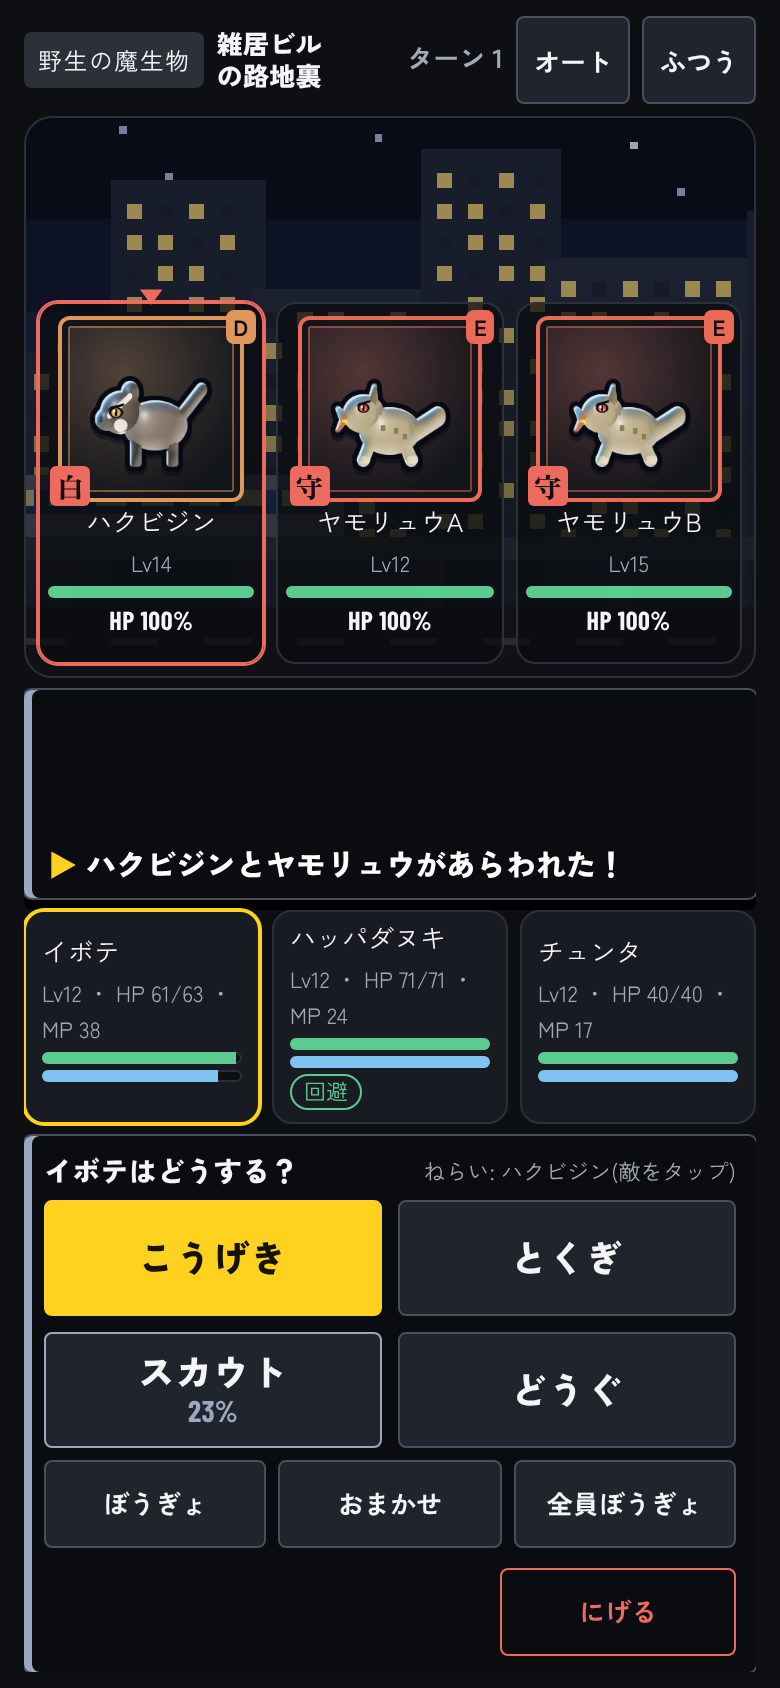 野生の魔生物
雑居ビル
の路地裏
ターン 1
オート
ふつう
D
E
E
白
守
守
ハクビジン
ヤモリュウA
ヤモリュウB
Lv14
Lv12
Lv15
HP 100%
HP 100%
HP 100%
▶ ハクビジンとヤモリュウがあらわれた！
イボテ
Lv12 ・ HP 61/63 ・
MP 38
ハッパダヌキ
Lv12 ・ HP 71/71 ・
MP 24
回避
チュンタ
Lv12 ・ HP 40/40 ・
MP 17
イボテはどうする？
ねらい: ハクビジン(敵をタップ)
こうげき
とくぎ
スカウト
23%
どうぐ
ぼうぎょ
おまかせ
全員ぼうぎょ
にげる